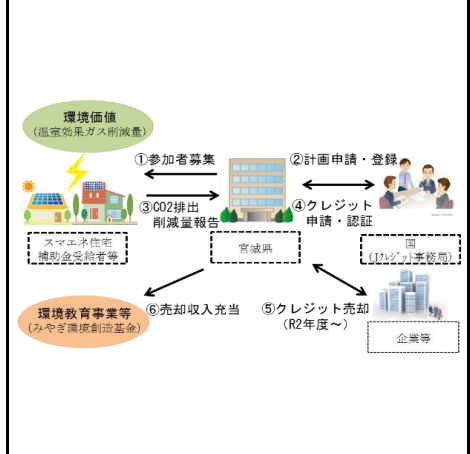 環境価値
(温室効果ガス削減量)
①参加者募集
②計画申請・登録
③CO2排出
削減量報告
④クレジット
申請・認証
スマエネ住宅
補助金受給者等
宮城県
国
(Jクレジット事務局)
環境教育事業等
(みやぎ環境創造基金)
⑥売却収入充当
⑤クレジット売却
(R2年度～)
企業等